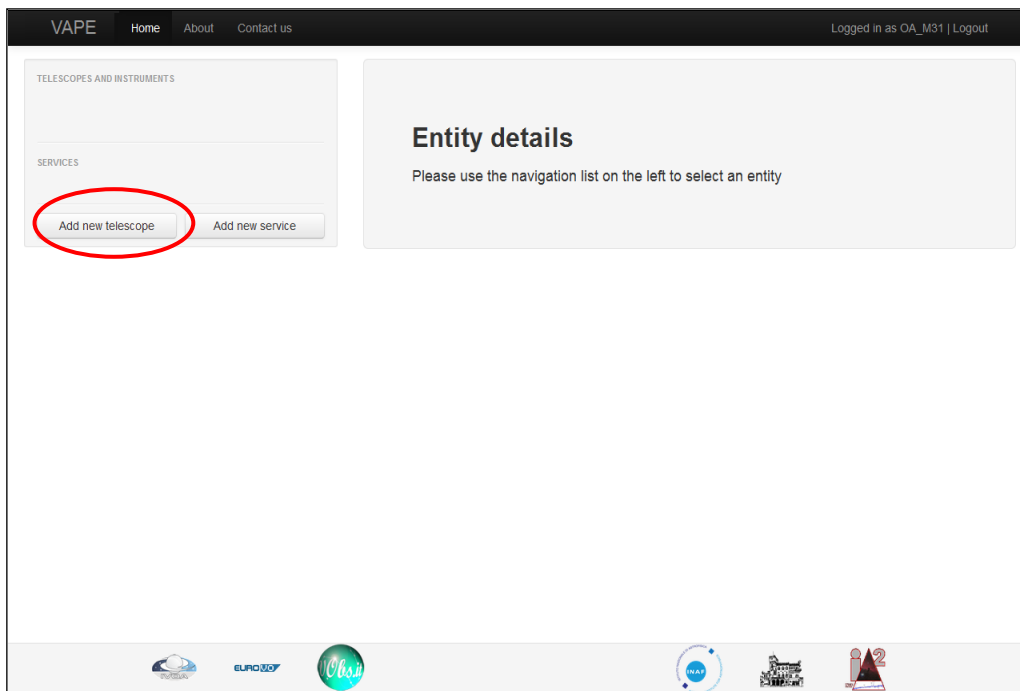 VAPE Home About Contact us Logged in as OA_M31 | Logout
TELESCOPES AND INSTRUMENTS
SERVICES
Add new telescope Add new service
Entity details
Please use the navigation list on the left to select an entity
EURO VO VObs.it INAF iA2